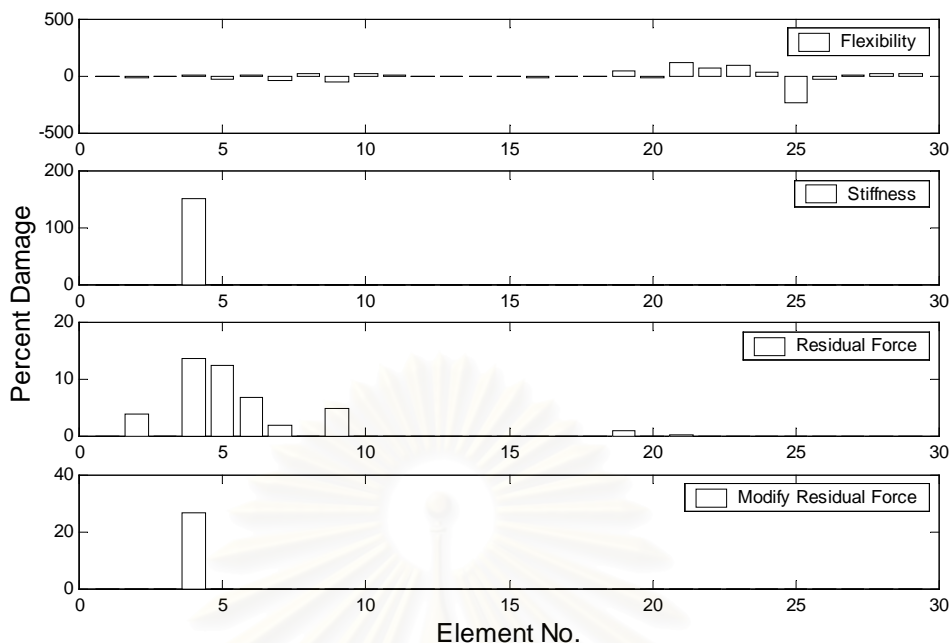 500
0
-500
Flexibility
0 5 10 15 20 25 30
200
100
0
Stiffness
0 5 10 15 20 25 30
20
10
0
Residual Force
0 5 10 15 20 25 30
40
20
0
Modify Residual Force
0 5 10 15 20 25 30
Percent Damage
Element No.